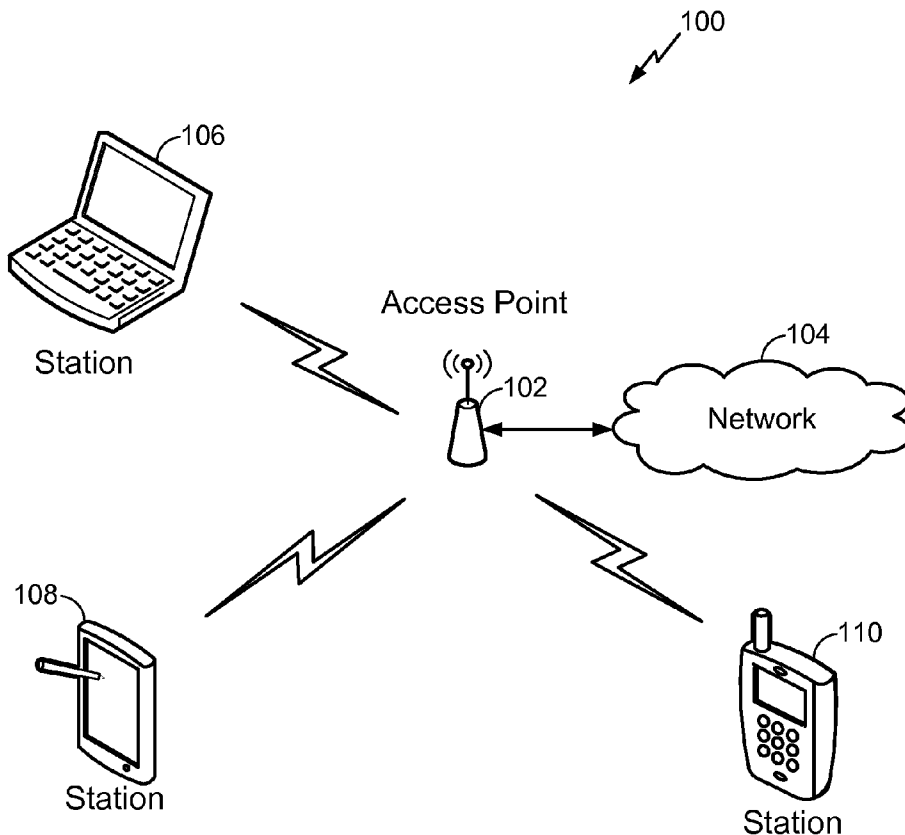 100
106
Access Point
Station
104
102
Network
108
110
Station
Station